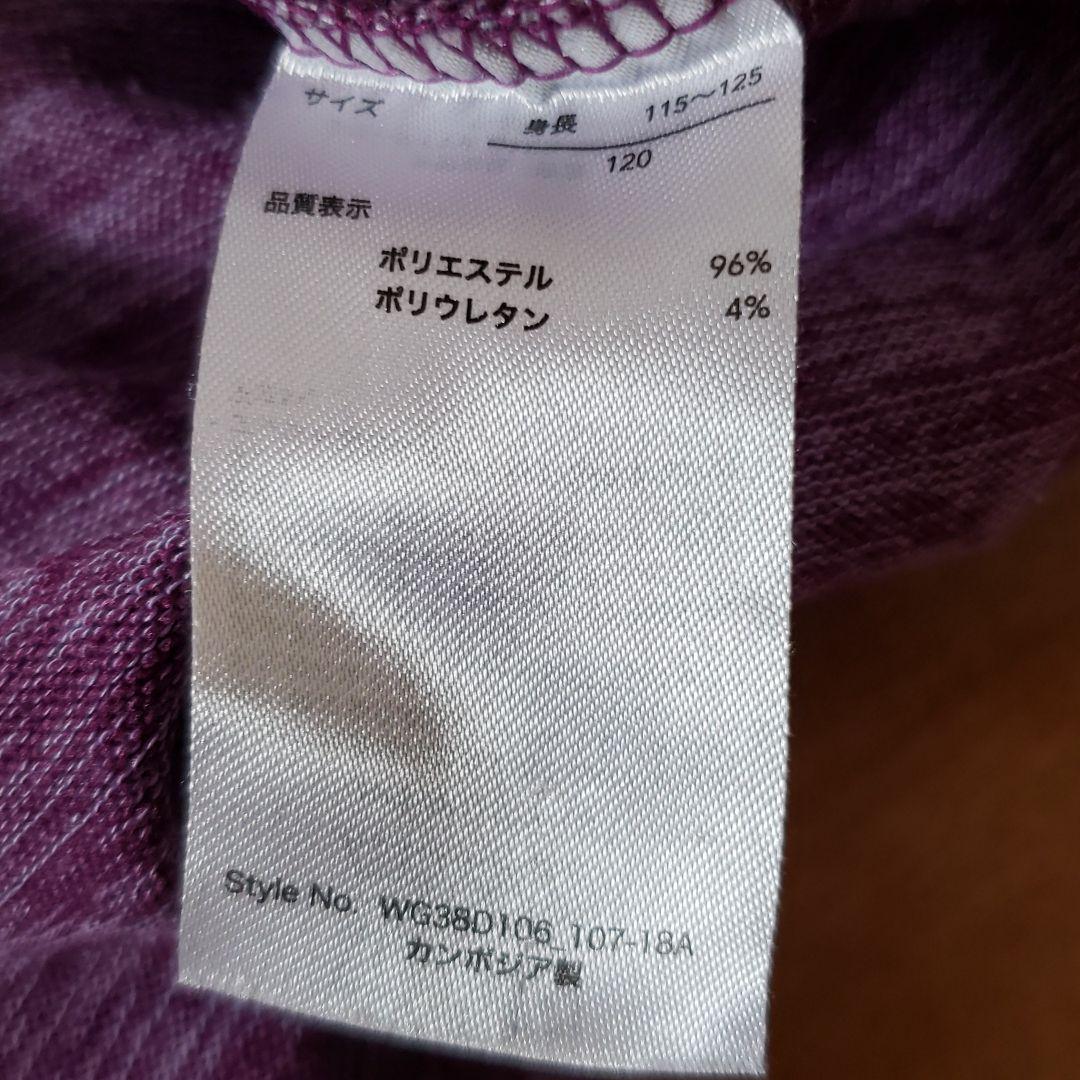 サイズ
身長 115～125
120
品質表示
ポリエステル 96%
ポリウレタン 4%
Style No. WG38D106_107-18A
カンボジア製